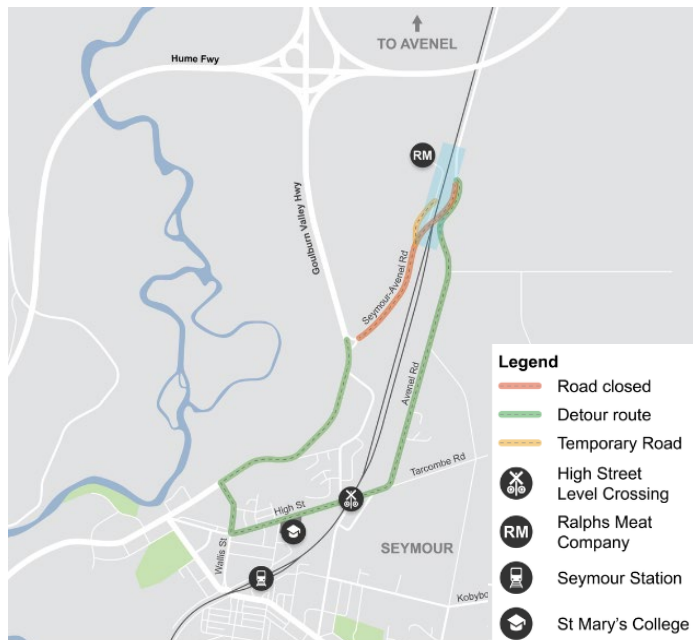 TO AVENEL
Hume Fwy
RM
Goulburn Valley Hwy
Seymour-Avenel Rd
Avenel Rd
Tarcombe Rd
High St
Wallis St
SEYMOUR
Legend
Road closed
Detour route
Temporary Road
High Street
Level Crossing
RM
Ralphs Meat
Company
Seymour Station
St Mary's College